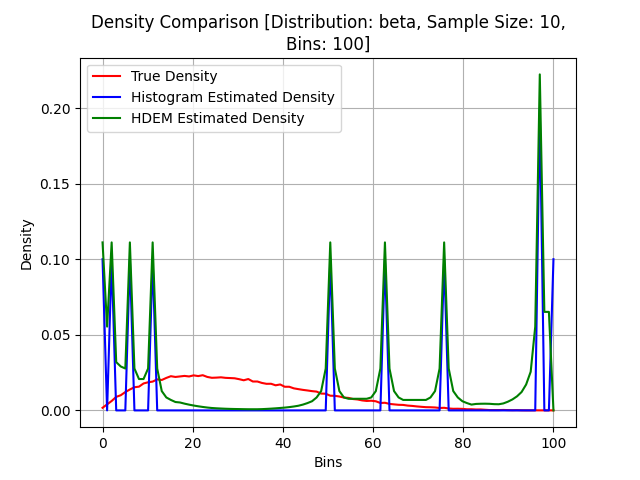 Density Comparison [Distribution: beta, Sample Size: 10,
Bins: 100]
True Density
Histogram Estimated Density
HDEM Estimated Density
Density
0.20
0.15
0.10
0.05
0.00
0 20 40 60 80 100
Bins